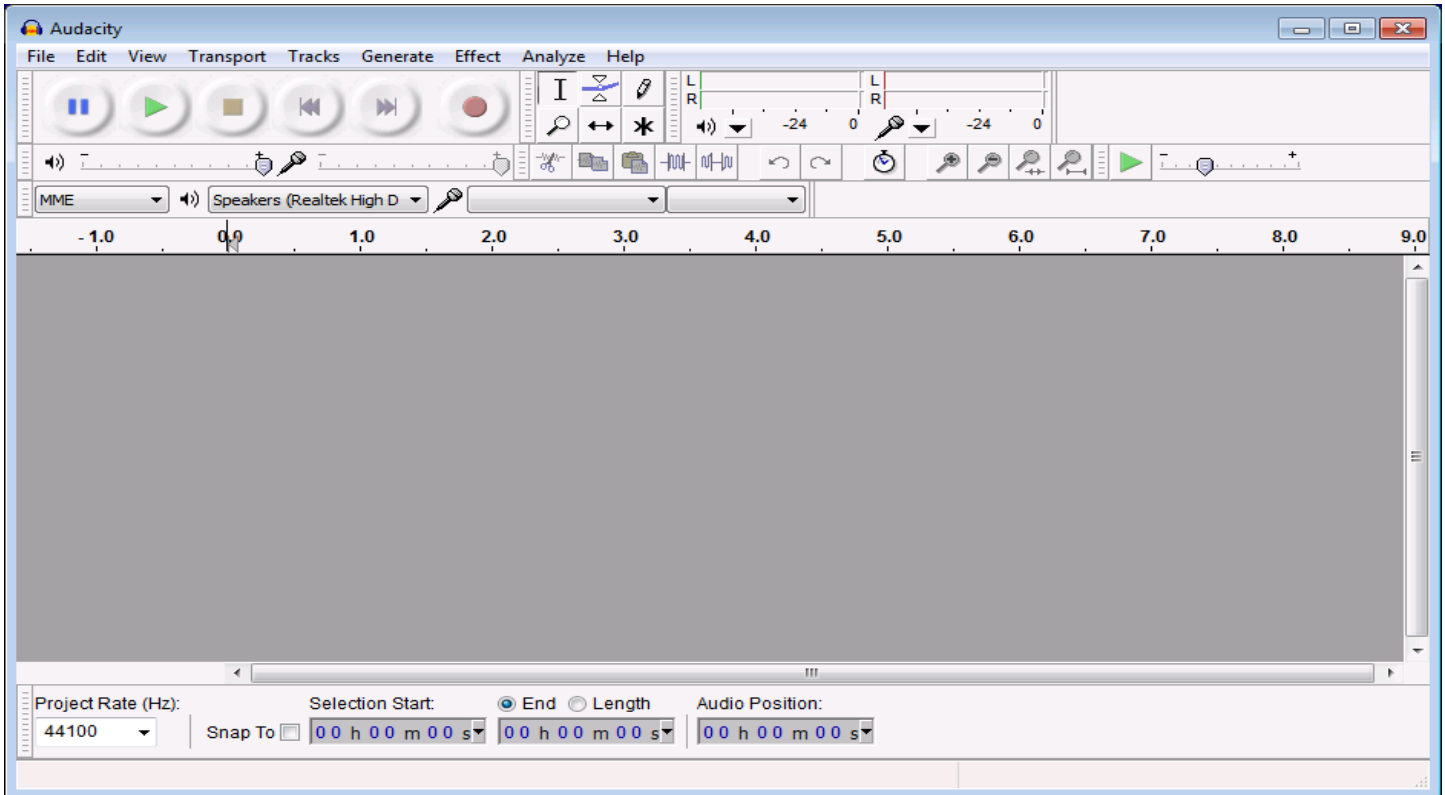 Audacity
File Edit View Transport Tracks Generate Effect Analyze Help
L L
R R
-24 0 -24 0
- + - +
- +
MME Speakers (Realtek High D
- 1.0 0.0 1.0 2.0 3.0 4.0 5.0 6.0 7.0 8.0 9.0
Project Rate (Hz): Selection Start: End Length Audio Position:
44100 Snap To 00 h 00 m 00 s 00 h 00 m 00 s 00 h 00 m 00 s